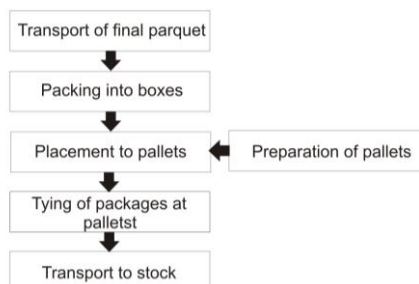 Transport of final parquet
Packing into boxes
Placement to pallets
Preparation of pallets
Tying of packages at
palletst
Transport to stock